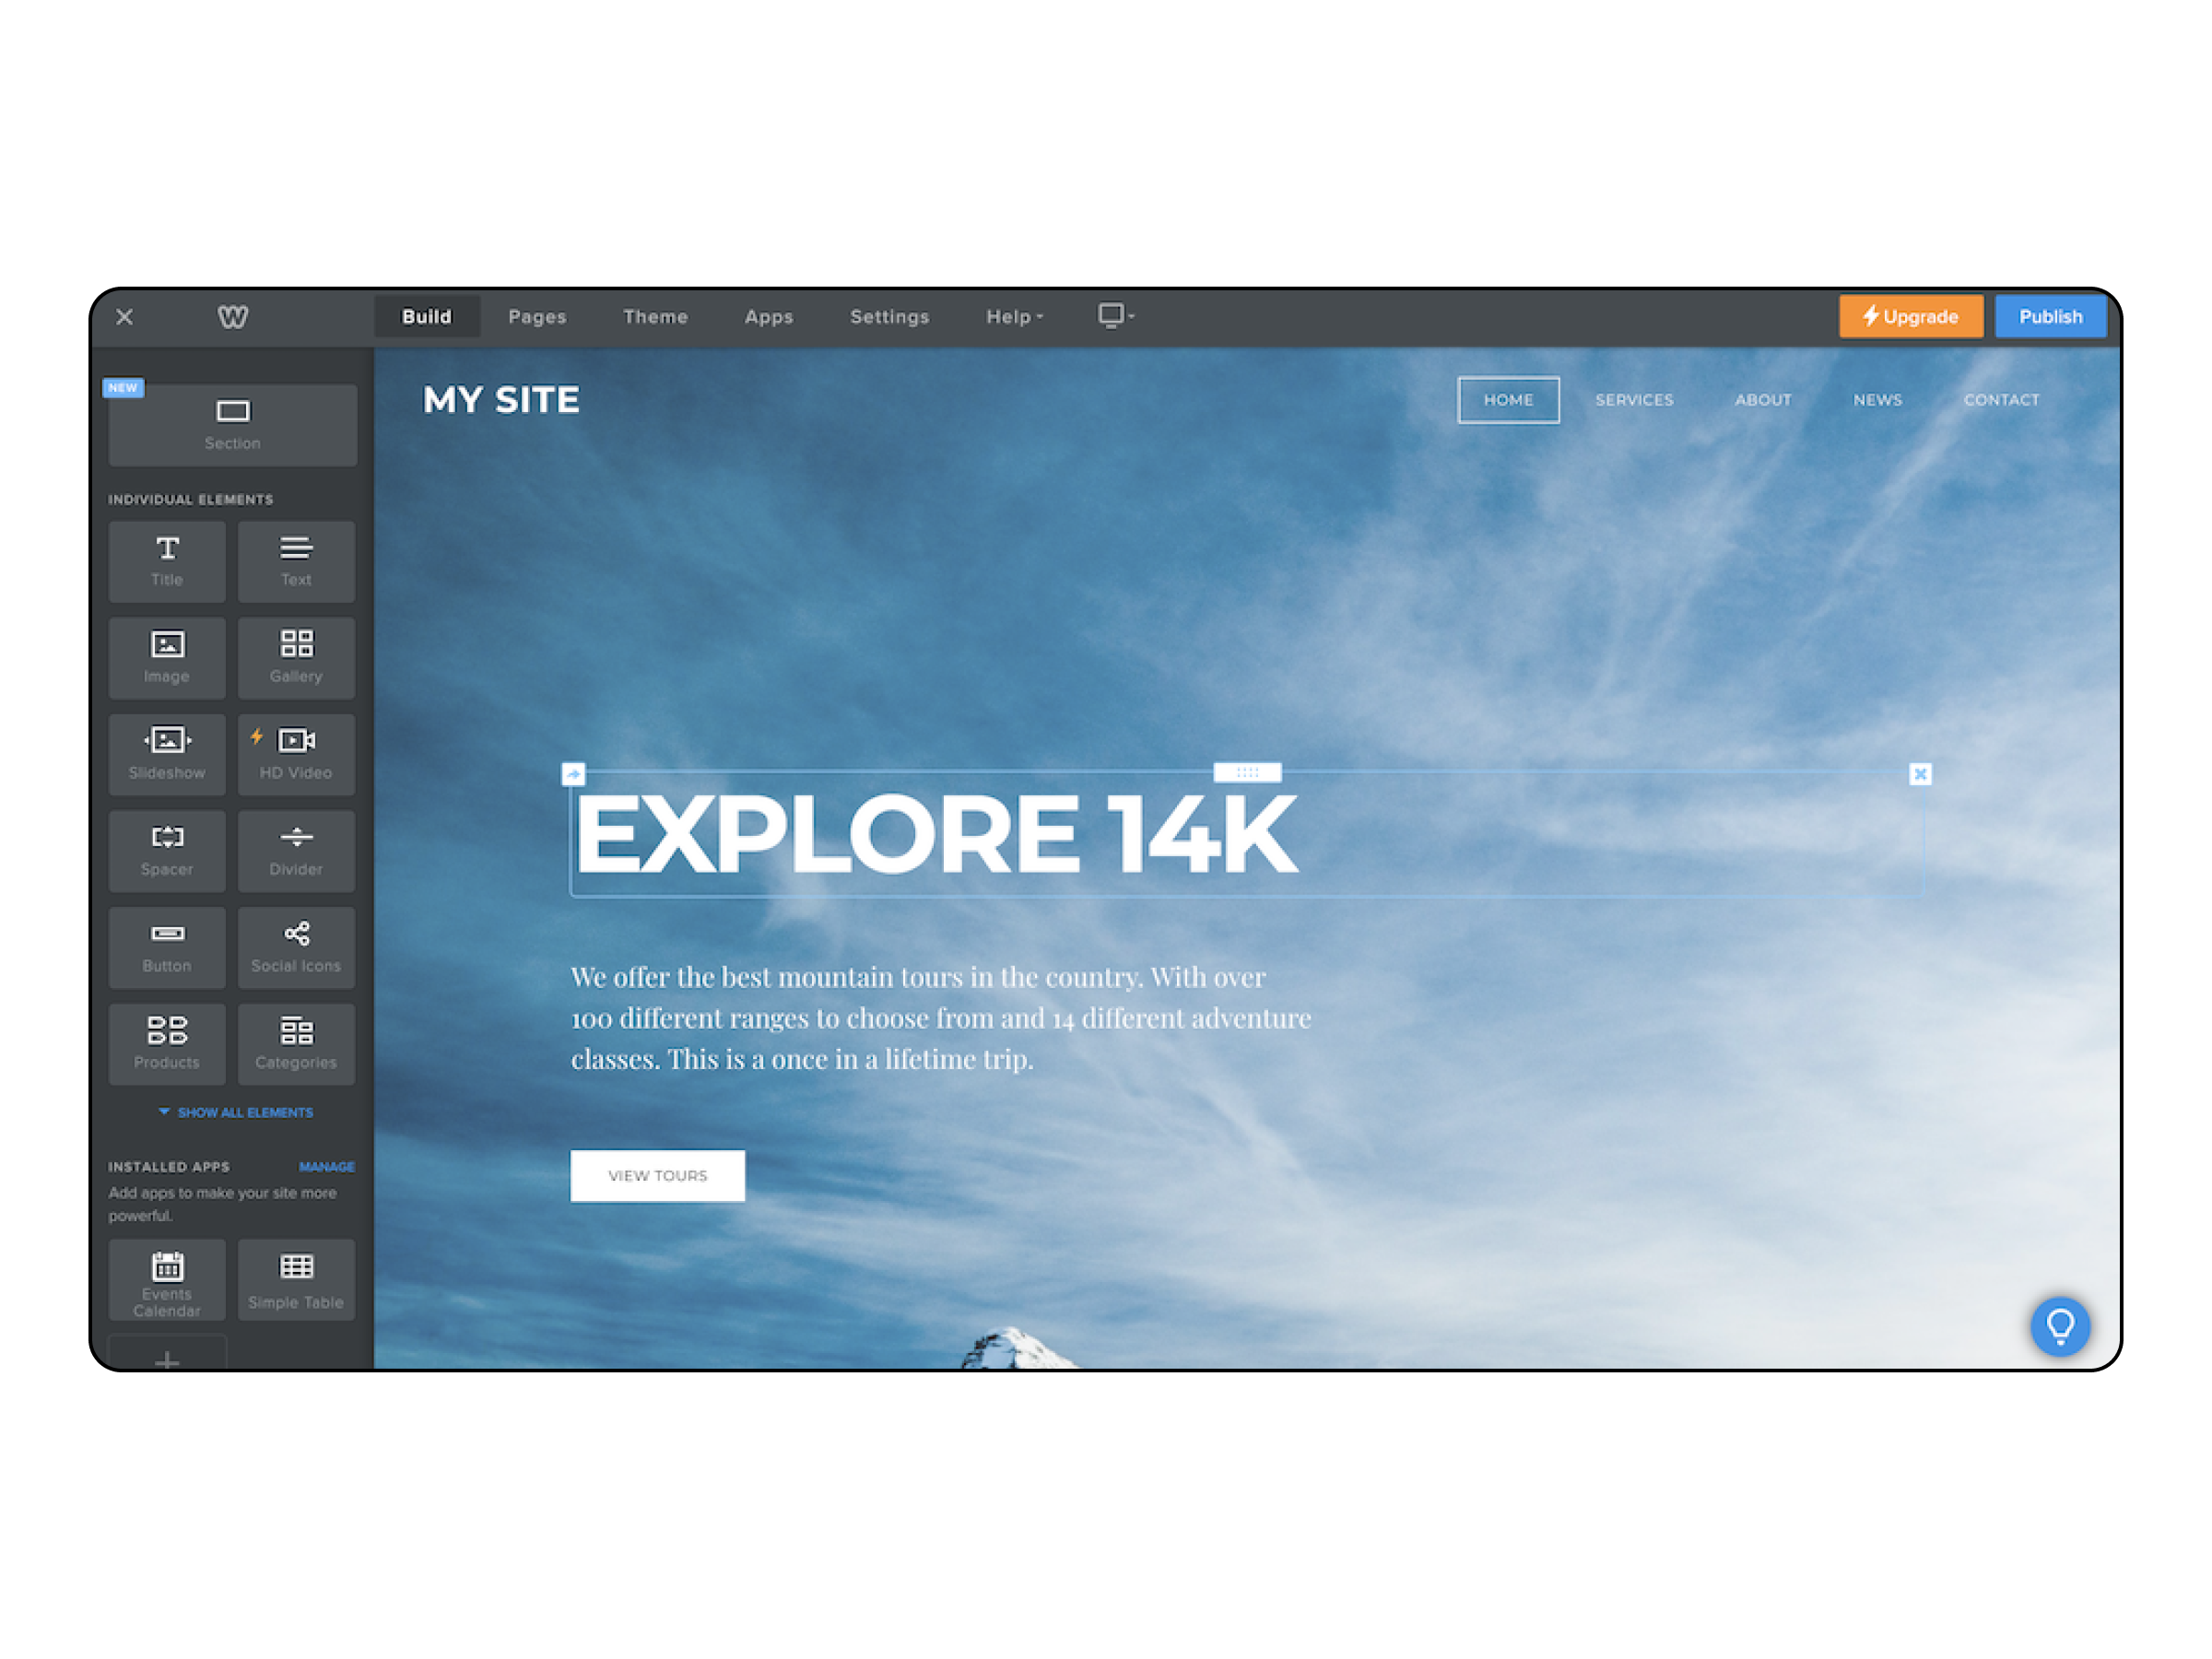 Build Pages Theme Apps Settings Help Upgrade Publish
NEW
Section
INDIVIDUAL ELEMENTS
Title Text
Image Gallery
Slideshow HD Video
Spacer Divider
Button Social Icons
Products Categories
SHOW ALL ELEMENTS
INSTALLED APPS MANAGE
Add apps to make your site more
powerful.
Events
Calendar
Simple Table
MY SITE HOME SERVICES ABOUT NEWS CONTACT
EXPLORE 14K
We offer the best mountain tours in the country. With over
100 different ranges to choose from and 14 different adventure
classes. This is a once in a lifetime trip.
VIEW TOURS